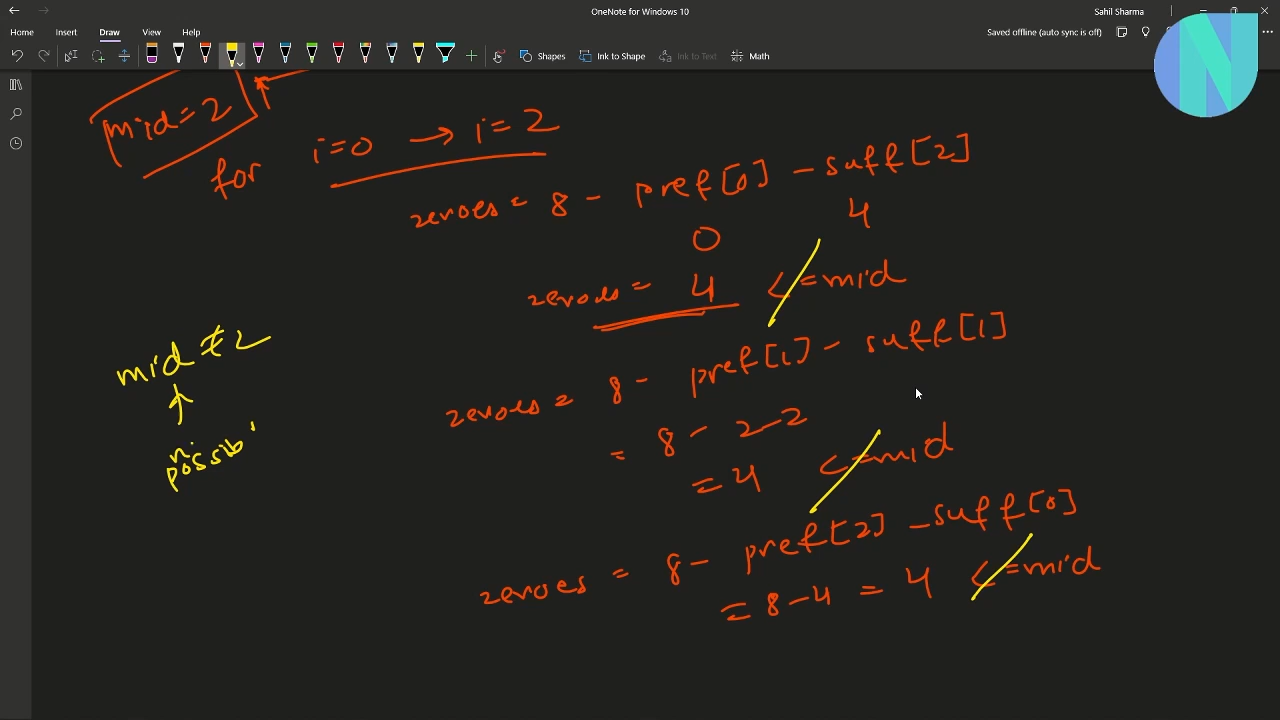 OneNote for Windows 10
Sahil Sharma
Home Insert Draw View Help
Saved offline (auto sync is off)
Shapes Ink to Shape Ink to Text Math
mid=2
for i=0 → i=2
zeroes = 8 - pref[0] - suff[2]
0 4
zeroes = 4 <=mid
zeroes = 8 - pref[1] - suff[1]
= 8 - 2-2
= 4 <=mid
zeroes = 8 - pref[2] - suff[0]
= 8-4 = 4 <=mid
mid ≠ 2
↑